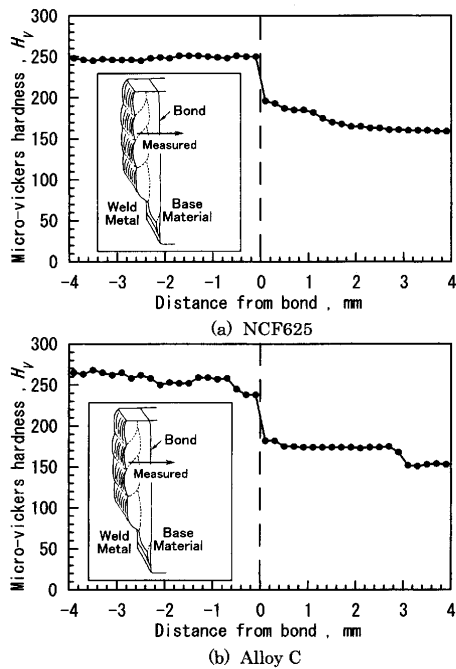 300
250
200
150
100
50
0
Micro-vickers hardness , Hv
Bond
Measured
Weld Metal
Base Material
-4 -3 -2 -1 0 1 2 3 4
Distance from bond , mm
(a) NCF625
300
250
200
150
100
50
0
Micro-vickers hardness , Hv
Bond
Measured
Weld Metal
Base Material
-4 -3 -2 -1 0 1 2 3 4
Distance from bond , mm
(b) Alloy C